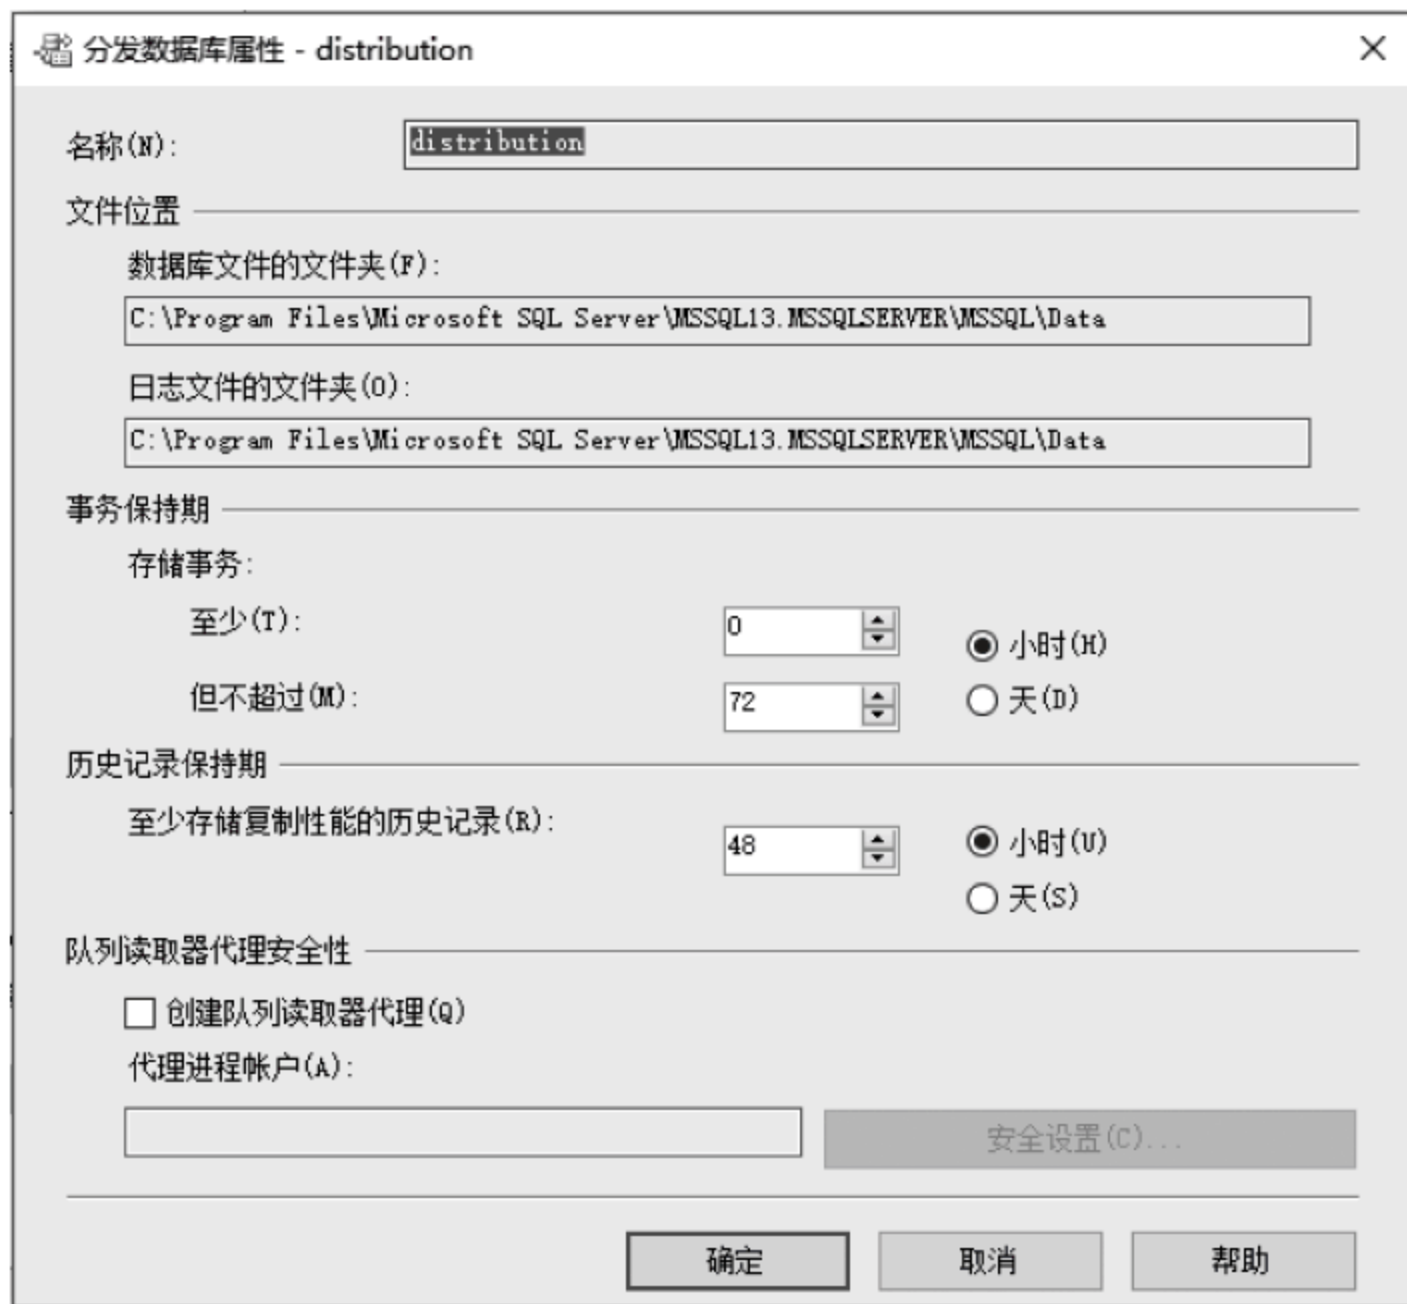 分发数据库属性 - distribution
名称(N): distribution
文件位置
数据库文件的文件夹(F):
C:\Program Files\Microsoft SQL Server\MSSQL13.MSSQLSERVER\MSSQL\Data
日志文件的文件夹(O):
C:\Program Files\Microsoft SQL Server\MSSQL13.MSSQLSERVER\MSSQL\Data
事务保持期
存储事务:
至少(T): 0 小时(H)
但不超过(M): 72 天(D)
历史记录保持期
至少存储复制性能的历史记录(R): 48 小时(U)
天(S)
队列读取器代理安全性
创建队列读取器代理(Q)
代理进程帐户(A):
安全设置(C)...
确定 取消 帮助